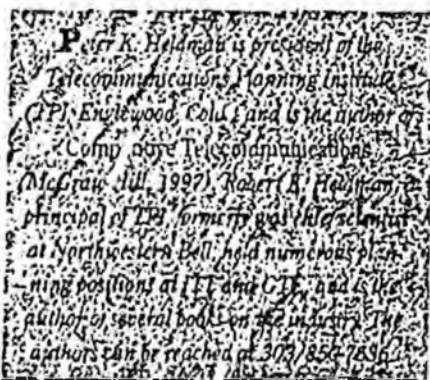 Peter K. Heldman is president of the
Telecommunications Planning Institute
(TPI, Englewood, Colo.) and is the author of
Competitive Telecommunications
(McGraw-Hill, 1997). Robert K. Heldman, a
principal of TPI, formerly was chief scientist
at Northwestern Bell, held numerous plan-
ning positions at ITT and GTE, and is the
author of several books on the industry. The
authors can be reached at 303/850-